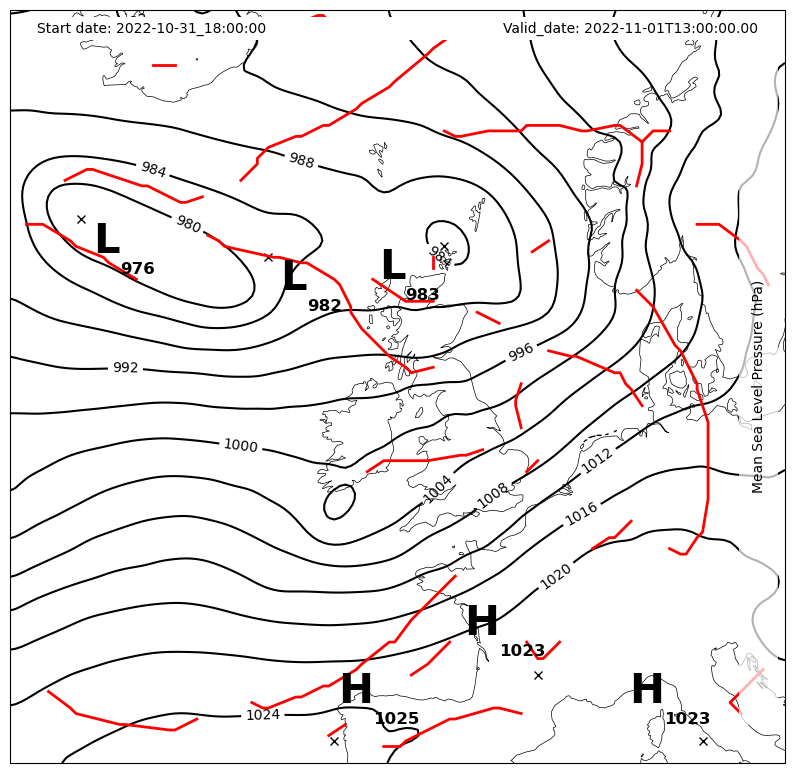 Start date: 2022-10-31_18:00:00 Valid_date: 2022-11-01T13:00:00.00
988
984
980
L
976
L
982
L
983
984
992
996
1000
1004
1008
1012
1016
1020
Mean Sea Level Pressure (hPa)
H
1023
H
1025
H
1023
1024